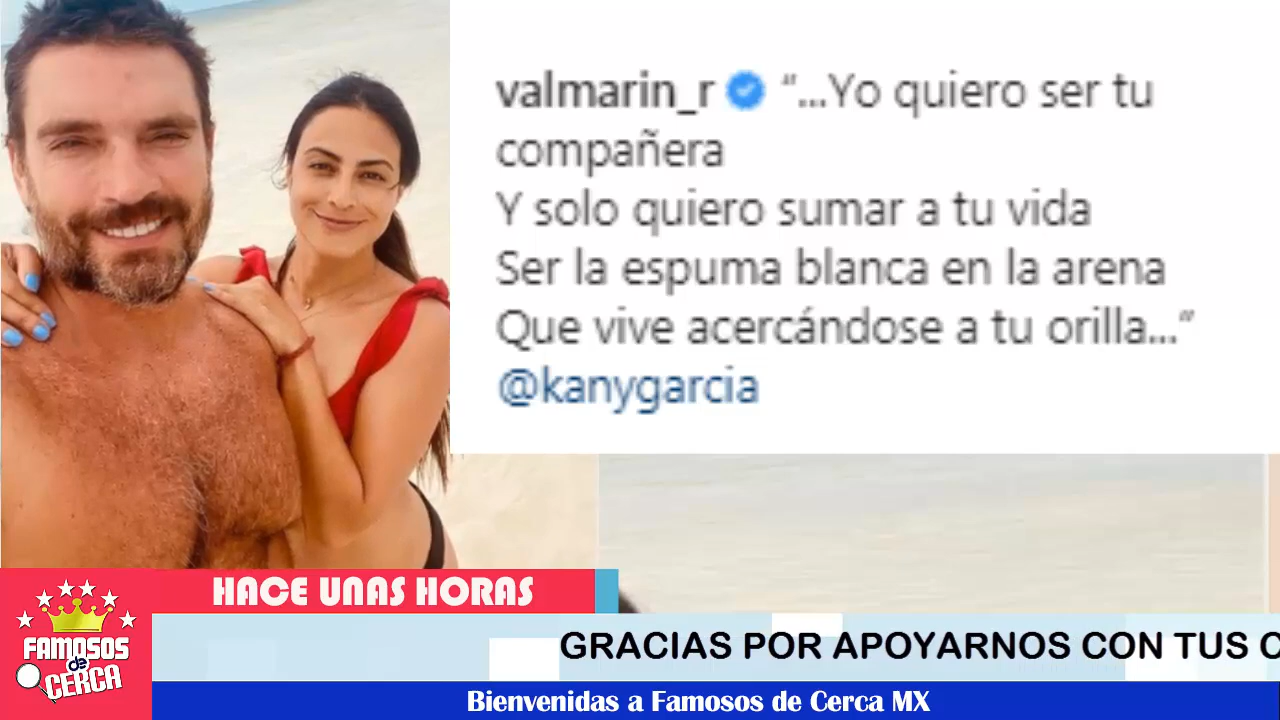 valmarin_r "...Yo quiero ser tu
compañera
Y solo quiero sumar a tu vida
Ser la espuma blanca en la arena
Que vive acercándose a tu orilla..."
@kanygarcia
HACE UNAS HORAS
FAMOSOS
de
CERCA
GRACIAS POR APOYARNOS CON TUS
Bienvenidas a Famosos de Cerca MX